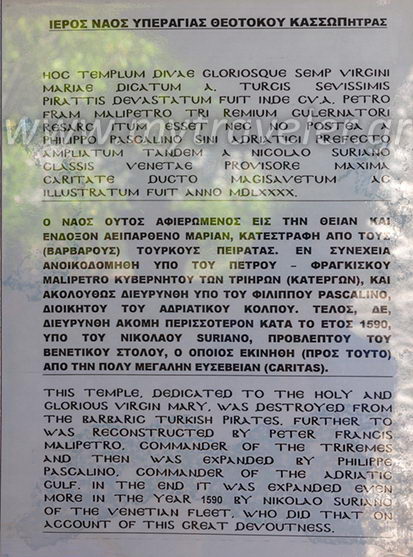 ΙΕΡΟΣ ΝΑΟΣ ΥΠΕΡΑΓΙΑΣ ΘΕΟΤΟΚΟΥ ΚΑΣΣΩΠΗΤΡΑΣ
HOC TEMPLUM DIVAE GLORIOSQUE SEMP VIRGINI
MARIAE DICATUM A. TURCIS SEVISSIMIS
PIRATTIS DEVASTATUM FUIT INDE CVA. PETRO
FRAM MALIPETRO TRI REMIUM GUBERNATORI
RESARC ITUM ESSET NEC NO POSTEA A
PHILIPPO PASCALINO SINI ADRIATICI PREFECTO
AMPLIATUM TANDEM A NICOLAO SURIANO
CLASSIS VENETAE PROVISORE MAXIMA
CARITATE DUCTO MAGISAVETUM AC
ILLUSTRATUM FUIT ANNO MDLXXXX.
Ο ΝΑΟΣ ΟΥΤΟΣ ΑΦΙΕΡΩΜΕΝΟΣ ΕΙΣ ΤΗΝ ΘΕΙΑΝ ΚΑΙ
ΕΝΔΟΞΟΝ ΑΕΙΠΑΡΘΕΝΟ ΜΑΡΙΑΝ, ΚΑΤΕΣΤΡΑΦΗ ΑΠΟ ΤΟΥΣ
(ΒΑΡΒΑΡΟΥΣ) ΤΟΥΡΚΟΥΣ ΠΕΙΡΑΤΑΣ. ΕΝ ΣΥΝΕΧΕΙΑ
ΑΝΟΙΚΟΔΟΜΗΘΗ ΥΠΟ ΤΟΥ ΠΕΤΡΟΥ – ΦΡΑΓΚΙΣΚΟΥ
MALIPETRO ΚΥΒΕΡΝΗΤΟΥ ΤΩΝ ΤΡΙΗΡΩΝ (ΚΑΤΕΡΓΩΝ), ΚΑΙ
ΑΚΟΛΟΥΘΩΣ ΔΙΕΥΡΥΝΘΗ ΥΠΟ ΤΟΥ ΦΙΛΙΠΠΟΥ PASCALINO,
ΔΙΟΙΚΗΤΟΥ ΤΟΥ ΑΔΡΙΑΤΙΚΟΥ ΚΟΛΠΟΥ. ΤΕΛΟΣ, ΔΕ,
ΔΙΕΥΡΥΝΘΗ ΑΚΟΜΗ ΠΕΡΙΣΣΟΤΕΡΟΝ ΚΑΤΑ ΤΟ ΕΤΟΣ 1590,
ΥΠΟ ΤΟΥ ΝΙΚΟΛΑΟΥ SURIANO, ΠΡΟΒΛΕΠΤΟΥ ΤΟΥ
ΒΕΝΕΤΙΚΟΥ ΣΤΟΛΟΥ, Ο ΟΠΟΙΟΣ ΕΚΙΝΗΘΗ (ΠΡΟΣ ΤΟΥΤΟ)
ΑΠΟ ΤΗΝ ΠΟΛΥ ΜΕΓΑΛΗΝ ΕΥΣΕΒΕΙΑΝ (CARITAS).
THIS TEMPLE, DEDICATED TO THE HOLY AND
GLORIOUS VIRGIN MARY, WAS DESTROYED FROM
THE BARBARIC TURKISH PIRATES. FURTHER TO
WAS RECONSTRUCTED BY PETER FRANCIS
MALIPETRO, COMMANDER OF THE TRIREMES
AND THEN WAS EXPANDED BY PHILIPPE
PASCALINO, COMMANDER OF THE ADRIATIC
GULF. IN THE END IT WAS EXPANDED EVEN
MORE IN THE YEAR 1590 BY NIKOLAO SURIANO
OF THE VENETIAN FLEET, WHO DID THAT ON
ACCOUNT OF THIS GREAT DEVOUTNESS.